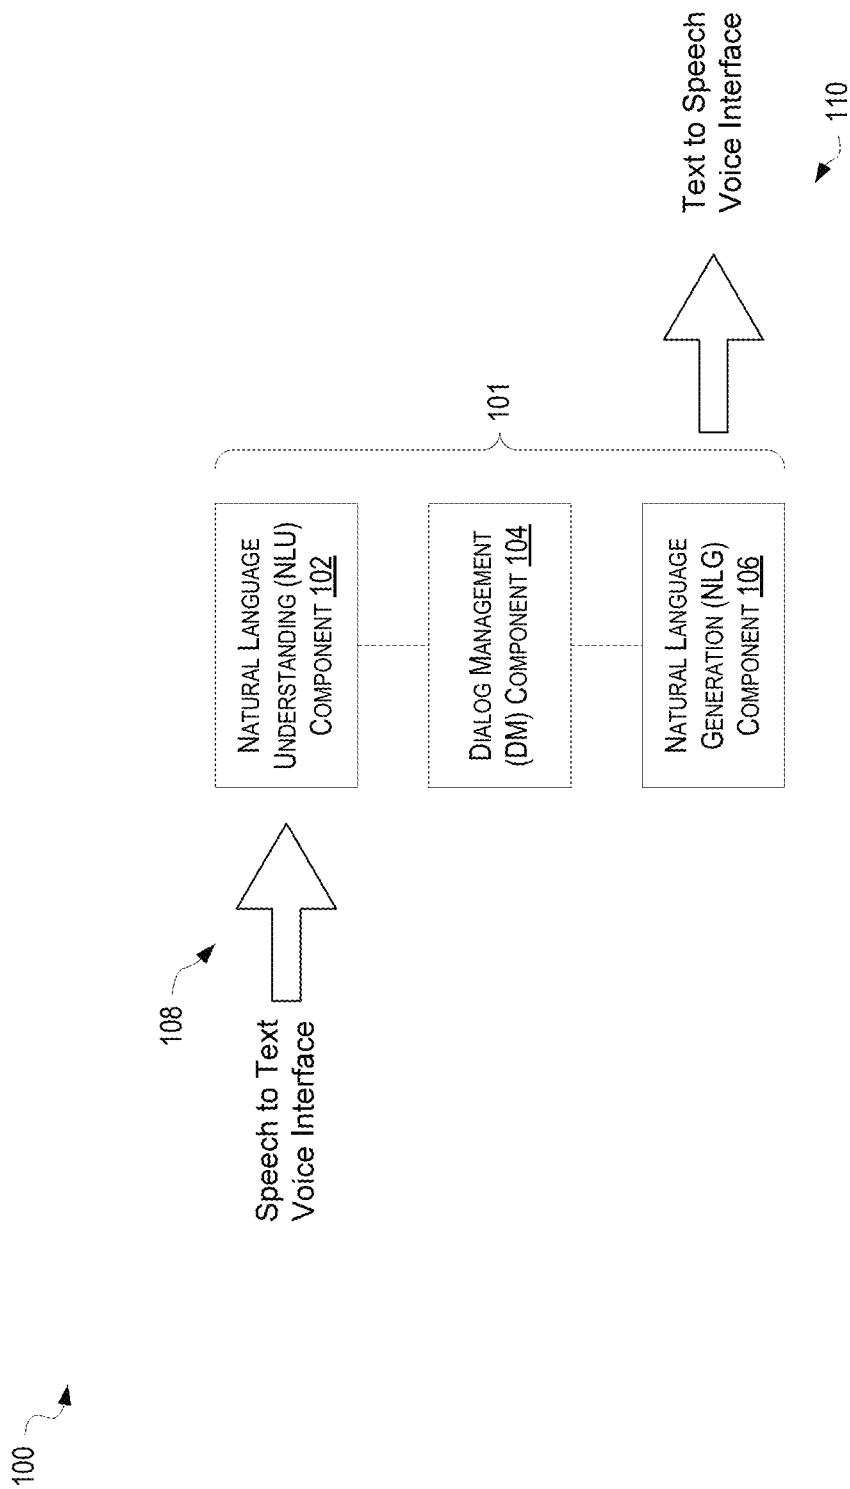 100
108
Speech to Text
Voice Interface
NATURAL LANGUAGE
UNDERSTANDING (NLU)
COMPONENT 102
DIALOG MANAGEMENT
(DM) COMPONENT 104
NATURAL LANGUAGE
GENERATION (NLG)
COMPONENT 106
101
Text to Speech
Voice Interface
110